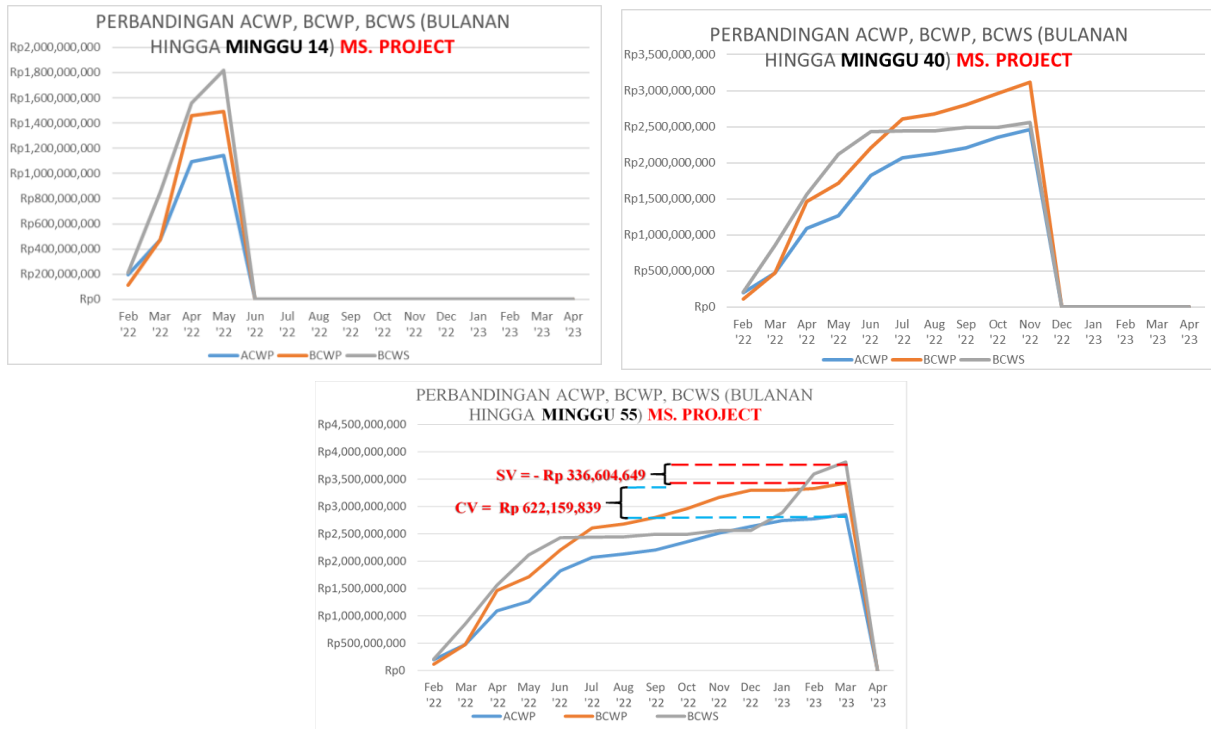 PERBANDINGAN ACWP, BCWP, BCWS (BULANAN
HINGGA MINGGU 14) MS. PROJECT
Rp2,000,000,000
Rp1,800,000,000
Rp1,600,000,000
Rp1,400,000,000
Rp1,200,000,000
Rp1,000,000,000
Rp800,000,000
Rp600,000,000
Rp400,000,000
Rp200,000,000
Rp0
Feb Mar Apr May Jun Jul Aug Sep Oct Nov Dec Jan Feb Mar Apr
'22 '22 '22 '22 '22 '22 '22 '22 '22 '22 '22 '23 '23 '23 '23
ACWP BCWP BCWS
PERBANDINGAN ACWP, BCWP, BCWS (BULANAN
HINGGA MINGGU 40) MS. PROJECT
Rp3,500,000,000
Rp3,000,000,000
Rp2,500,000,000
Rp2,000,000,000
Rp1,500,000,000
Rp1,000,000,000
Rp500,000,000
Rp0
Feb Mar Apr May Jun Jul Aug Sep Oct Nov Dec Jan Feb Mar Apr
'22 '22 '22 '22 '22 '22 '22 '22 '22 '22 '22 '23 '23 '23 '23
ACWP BCWP BCWS
PERBANDINGAN ACWP, BCWP, BCWS (BULANAN
HINGGA MINGGU 55) MS. PROJECT
Rp4,500,000,000
Rp4,000,000,000
Rp3,500,000,000
Rp3,000,000,000
Rp2,500,000,000
Rp2,000,000,000
Rp1,500,000,000
Rp1,000,000,000
Rp500,000,000
Rp0
SV = - Rp 336,604,649
CV = Rp 622,159,839
Feb Mar Apr May Jun Jul Aug Sep Oct Nov Dec Jan Feb Mar Apr
'22 '22 '22 '22 '22 '22 '22 '22 '22 '22 '22 '23 '23 '23 '23
ACWP BCWP BCWS